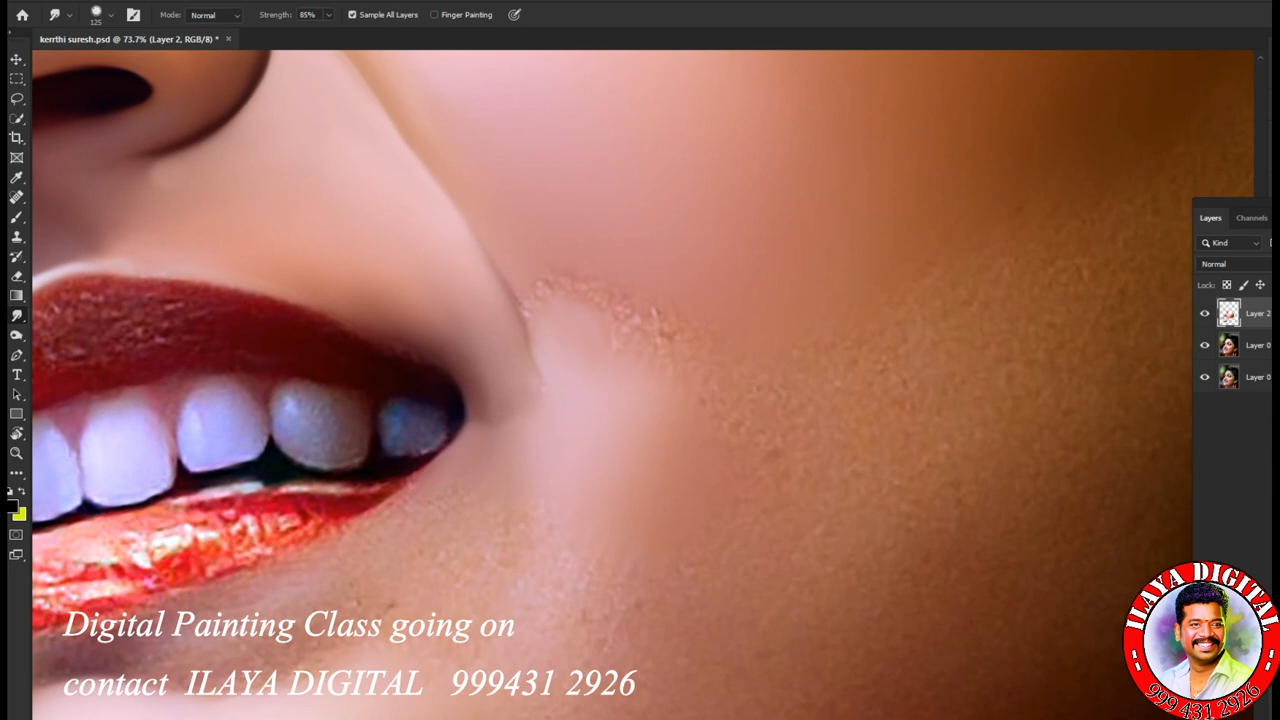 Mode: Normal Strength: 85% Sample All Layers Finger Painting
125
kerrthi suresh.psd @ 73.7% (Layer 2, RGB/8) * ×
Layers Channels
Kind
Normal
Lock:
Layer 2
Layer 0
Layer 0
Digital Painting Class going on
contact ILAYA DIGITAL 999431 2926
ILAYA DIGITAL
999 431 2926